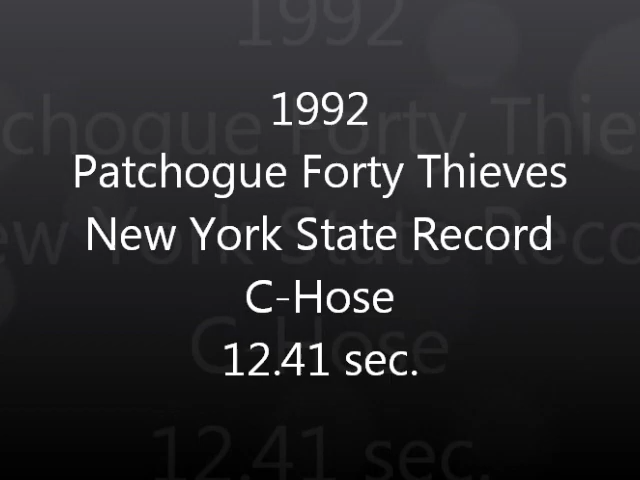 1992
Patchogue Forty Thieves
New York State Record
C-Hose
12.41 sec.